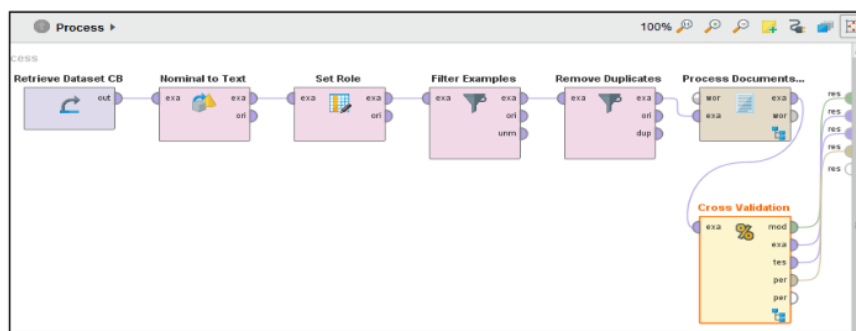 Process
100%
cess
Retrieve Dataset CB
out
Nominal to Text
exa exa
ori
Set Role
exa exa
ori
Filter Examples
exa exa
ori
unm
Remove Duplicates
exa exa
ori
dup
Process Documents...
wor exa
exa wor
res
res
res
res
res
Cross Validation
exa mod
exa
tes
per
per